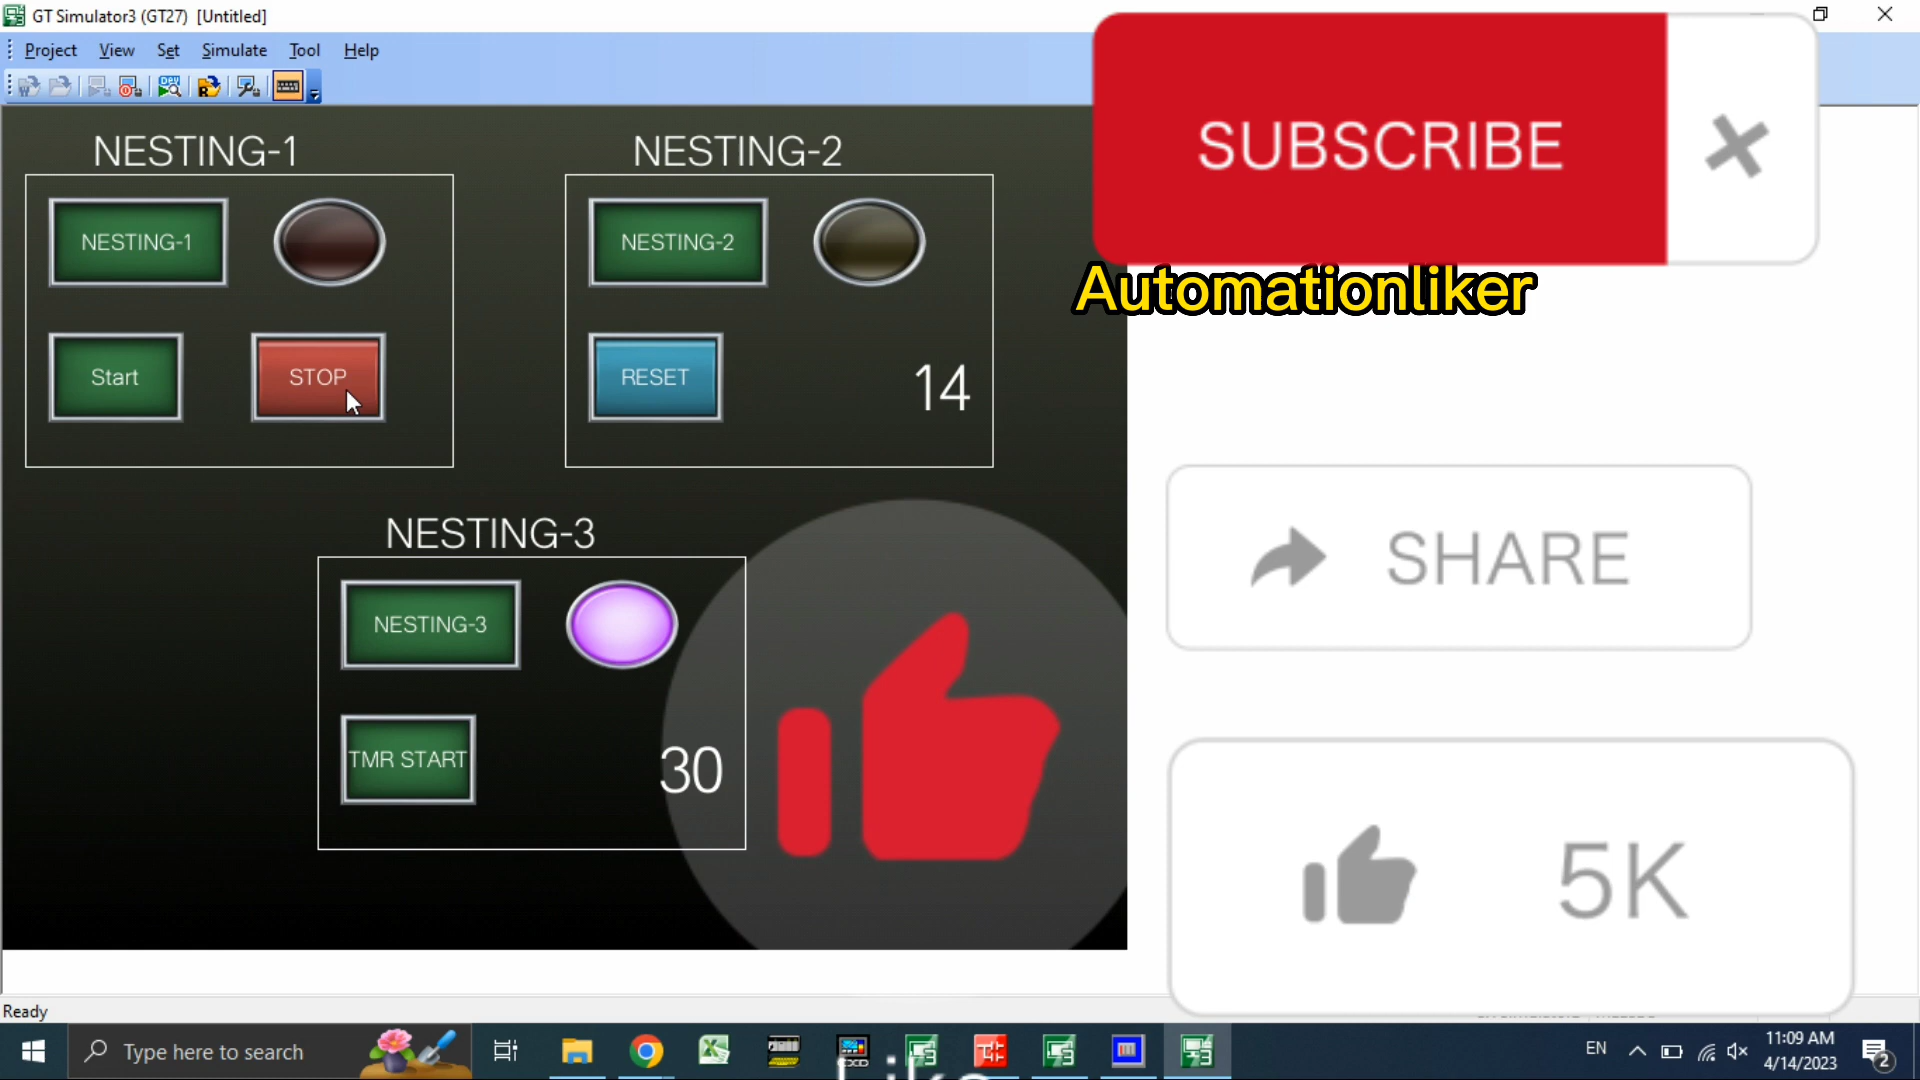 GT Simulator3 (GT27) [Untitled]
Project View Set Simulate Tool Help
SUBSCRIBE
Automationliker
NESTING-1
NESTING-1
Start STOP
NESTING-2
NESTING-2
RESET 14
NESTING-3
NESTING-3
TMR START 30
SHARE
5K
Ready
Type here to search
Like
EN
11:09 AM
4/14/2023
2